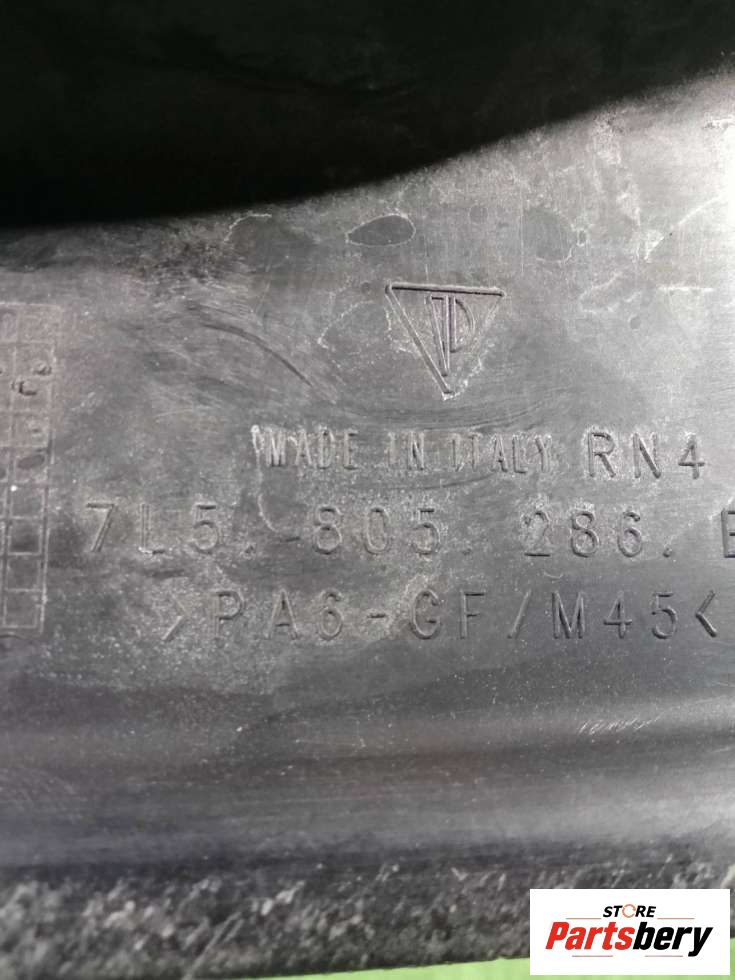 MADE IN ITALY RN4
7L5. 805. 286.
>PA6-GF/M45<
STORE
Partsbery